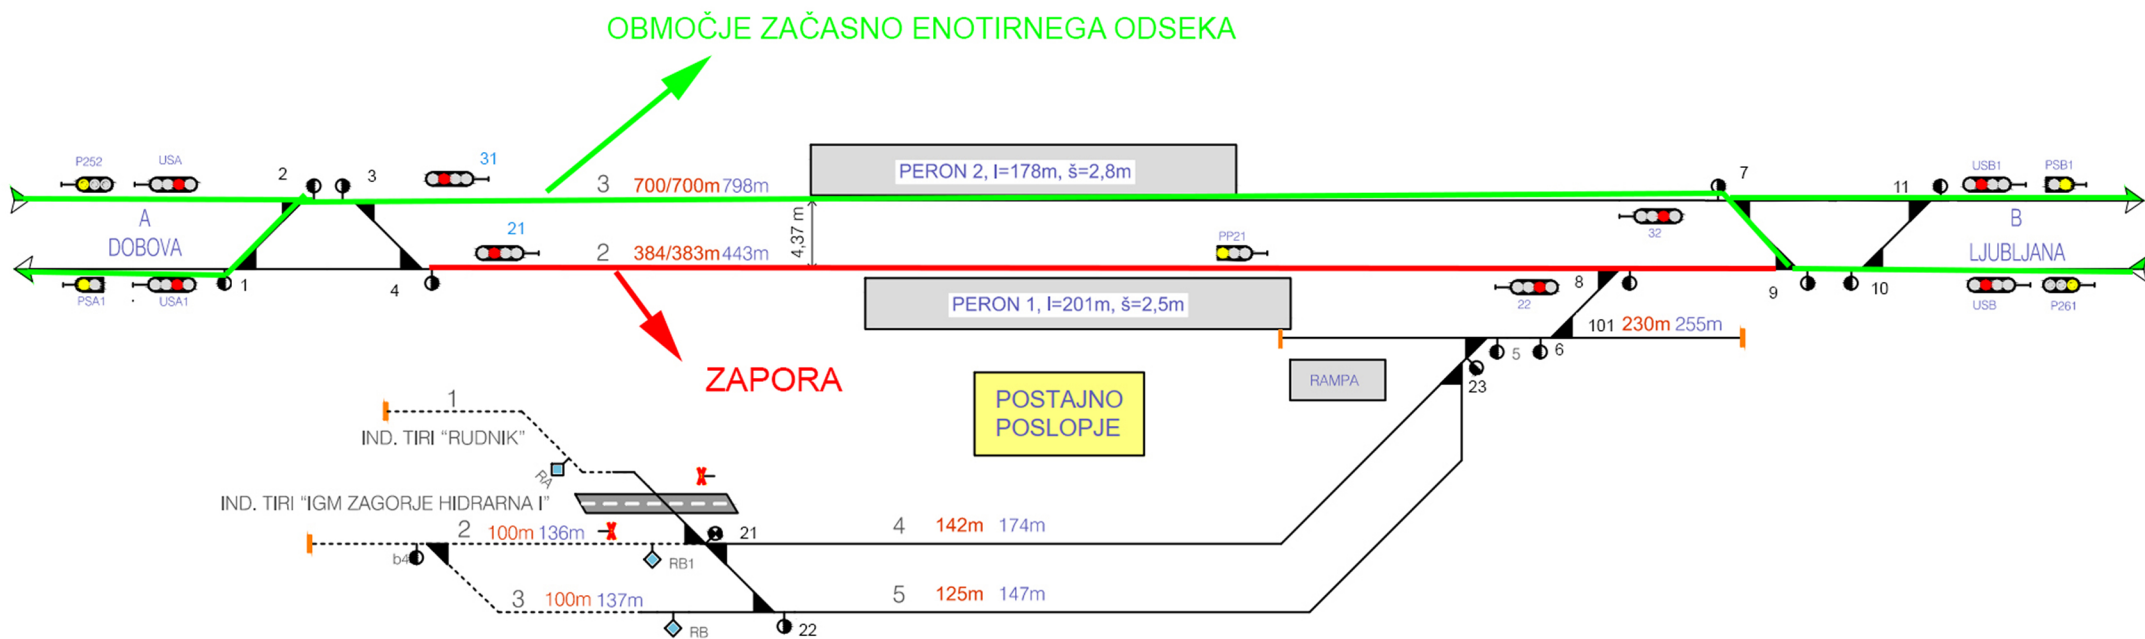 OBMOČJE ZAČASNO ENOTIRNEGA ODSEKA
P252
USA
2
3
31
3
700/700m 798m
PERON 2, l=178m, š=2,8m
7
11
USB1
PSB1
A
DOBOVA
21
2
384/383m 443m
4,37 m
PP21
32
B
LJUBLJANA
PSA1
USA1
1
4
PERON 1, l=201m, š=2,5m
22
8
9
10
USB
P261
101 230m 255m
5
6
ZAPORA
RAMPA
23
POSTAJNO
POSLOPJE
1
IND. TIRI "RUDNIK"
RA
IND. TIRI "IGM ZAGORJE HIDRARNA I"
2
100m 136m
21
4
142m 174m
b4
RB1
3
100m 137m
5
125m 147m
RB
22